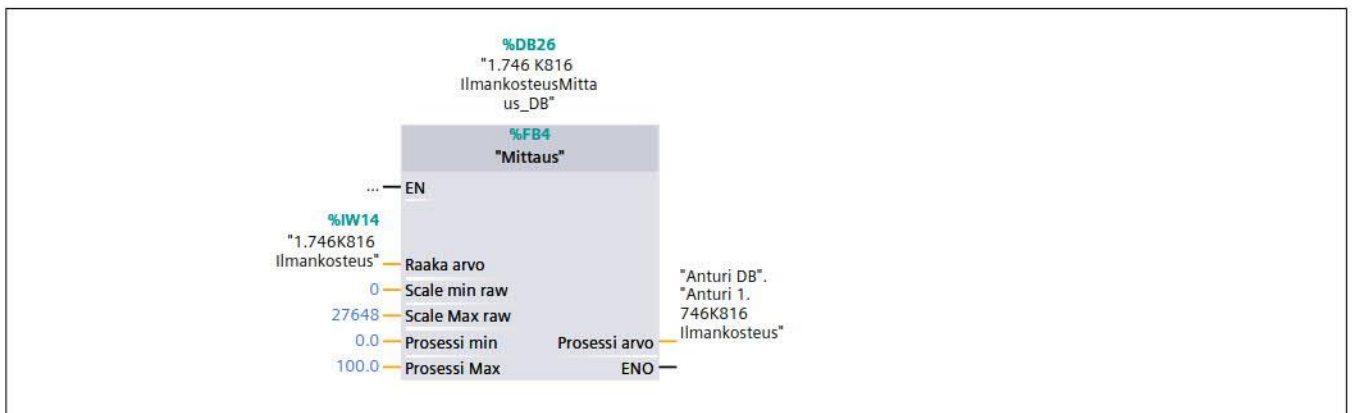 %DB26
"1.746 K816
IlmankosteusMitta
us_DB"
%FB4
"Mittaus"
... EN
%IW14
"1.746K816
Ilmankosteus" Raaka arvo
0 Scale min raw
27648 Scale Max raw
0.0 Prosessi min
100.0 Prosessi Max
"Anturi DB".
"Anturi 1.
746K816
Ilmankosteus"
Prosessi arvo
ENO